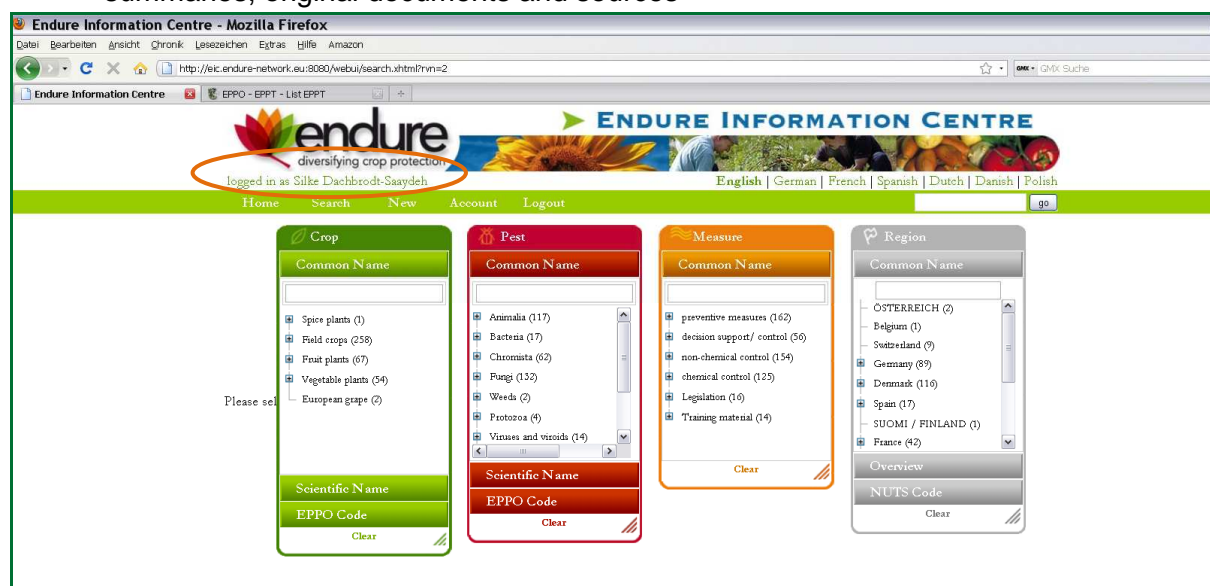 summaries, original documents and sources
Endure Information Centre - Mozilla Firefox
Datei Bearbeiten Ansicht Chronik Lesezeichen Extras Hilfe Amazon
http://eic.endure-network.eu:8080/webui/search.xhtml?rvn=2
GMX GMX Suche
Endure Information Centre
EPPO - EPPT - List EPPT
endure
diversifying crop protection
ENDURE INFORMATION CENTRE
logged in as Silke Dachbrodt-Saaydeh
English | German | French | Spanish | Dutch | Danish | Polish
Home Search New Account Logout
go
Please sel
Crop
Common Name
Spice plants (1)
Field crops (258)
Fruit plants (67)
Vegetable plants (54)
European grape (2)
Scientific Name
EPPO Code
Clear
Pest
Common Name
Animalia (117)
Bacteria (17)
Chromista (62)
Fungi (132)
Weeds (2)
Protozoa (4)
Viruses and viroids (14)
Scientific Name
EPPO Code
Clear
Measure
Common Name
preventive measures (162)
decision support/ control (56)
non-chemical control (154)
chemical control (125)
Legislation (16)
Training material (14)
Clear
Region
Common Name
ÖSTERREICH (2)
Belgium (1)
Switzerland (9)
Germany (89)
Denmark (116)
Spain (17)
SUOMI / FINLAND (1)
France (42)
Overview
NUTS Code
Clear